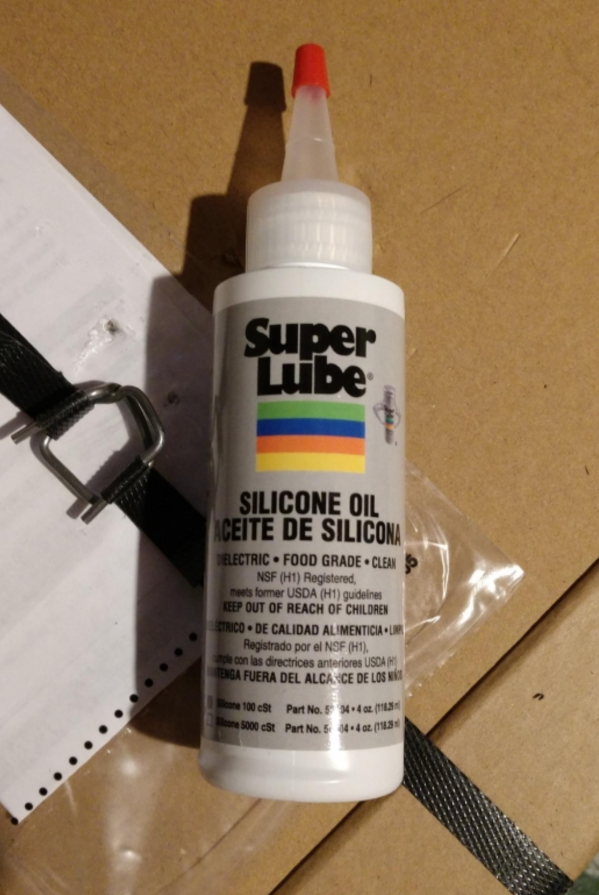 Super
Lube®
SILICONE OIL
ACEITE DE SILICONA
DIELECTRIC • FOOD GRADE • CLEAN
NSF (H1) Registered,
meets former USDA (H1) guidelines
KEEP OUT OF REACH OF CHILDREN
• DE CALIDAD ALIMENTICIA •
Registrado por el NSF (H1),
con las directrices anteriores USDA (H1)
FUERA DEL ALCANCE DE LOS NIÑOS
Silicone 100 cSt Part No. • 4 oz. (118.29 ml)
Silicone 5000 cSt Part No. • 4 oz. (118.29 ml)